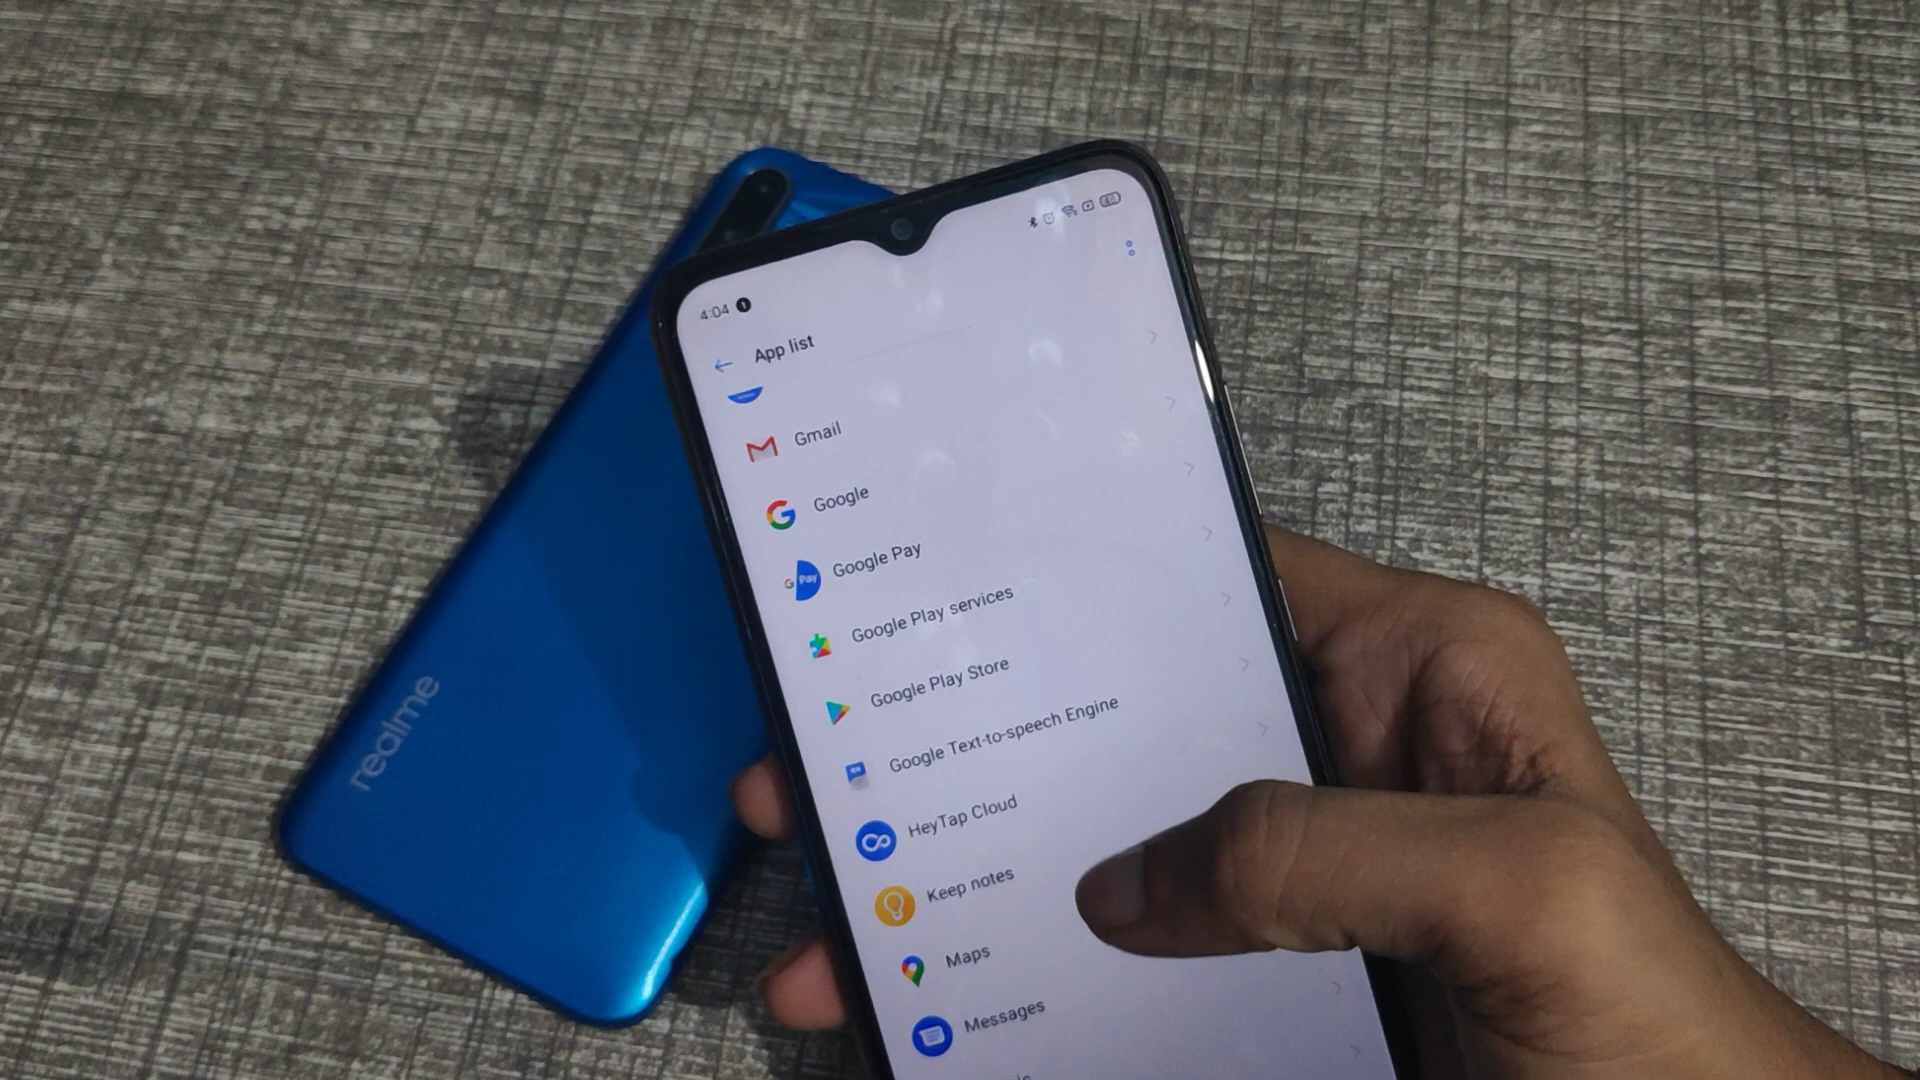 4:04
App list
Gmail
Google
G Pay
Google Pay
Google Play services
Google Play Store
Google Text-to-speech Engine
HeyTap Cloud
Keep notes
Maps
Messages
realme